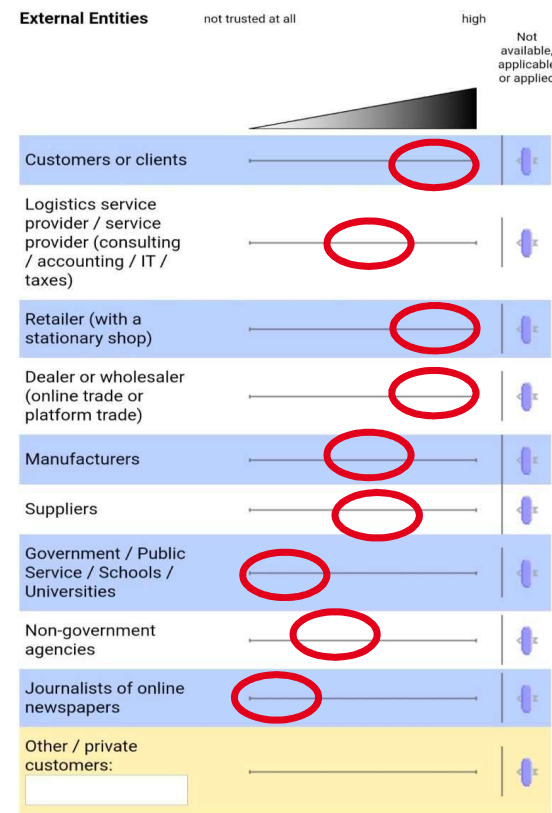 External Entities
not trusted at all
high
Not
available,
applicable
or applied
Customers or clients
Logistics service
provider / service
provider (consulting
/ accounting / IT /
taxes)
Retailer (with a
stationary shop)
Dealer or wholesaler
(online trade or
platform trade)
Manufacturers
Suppliers
Government / Public
Service / Schools /
Universities
Non-government
agencies
Journalists of online
newspapers
Other / private
customers: